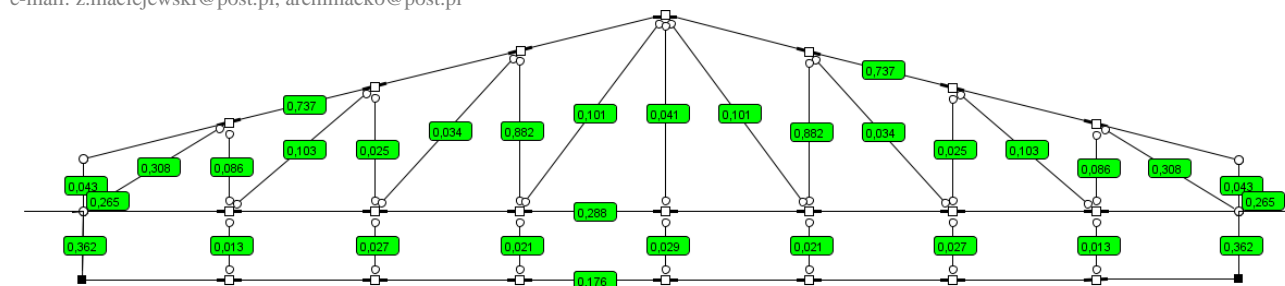 e-mail: z.maciejewski@post.pl, archimacko@post.pl
0,737 0,737
0,101 0,041 0,101
0,034 0,882 0,882 0,034
0,103 0,025 0,025 0,103
0,308 0,086 0,086 0,308
0,043 0,043
0,265 0,265
0,288
0,362 0,013 0,027 0,021 0,029 0,021 0,027 0,013 0,362
0,176